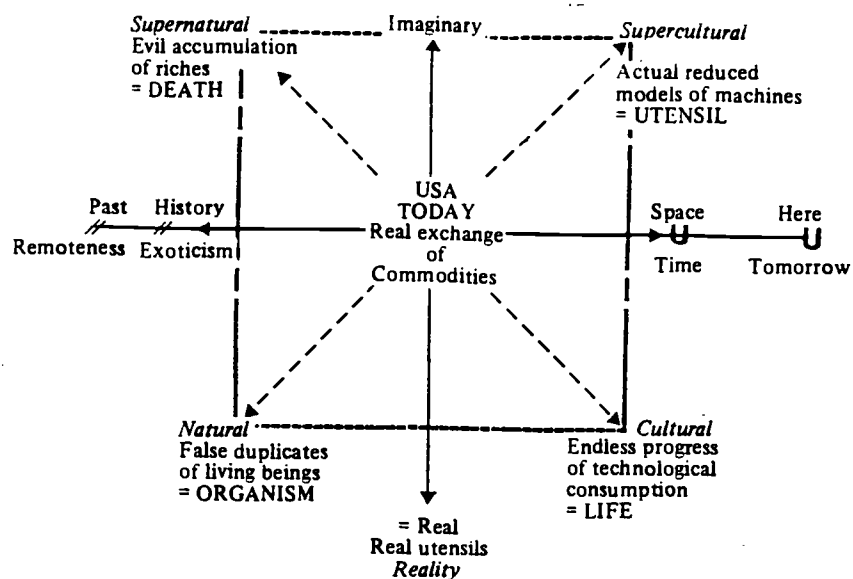 Supernatural
Evil accumulation
of riches
= DEATH
Imaginary
Supercultural
Actual reduced
models of machines
= UTENSIL
USA
TODAY
Real exchange
of
Commodities
Past
History
Remoteness
Exoticism
Space
Here
Time
Tomorrow
Natural
False duplicates
of living beings
= ORGANISM
Cultural
Endless progress
of technological
consumption
= LIFE
= Real
Real utensils
Reality